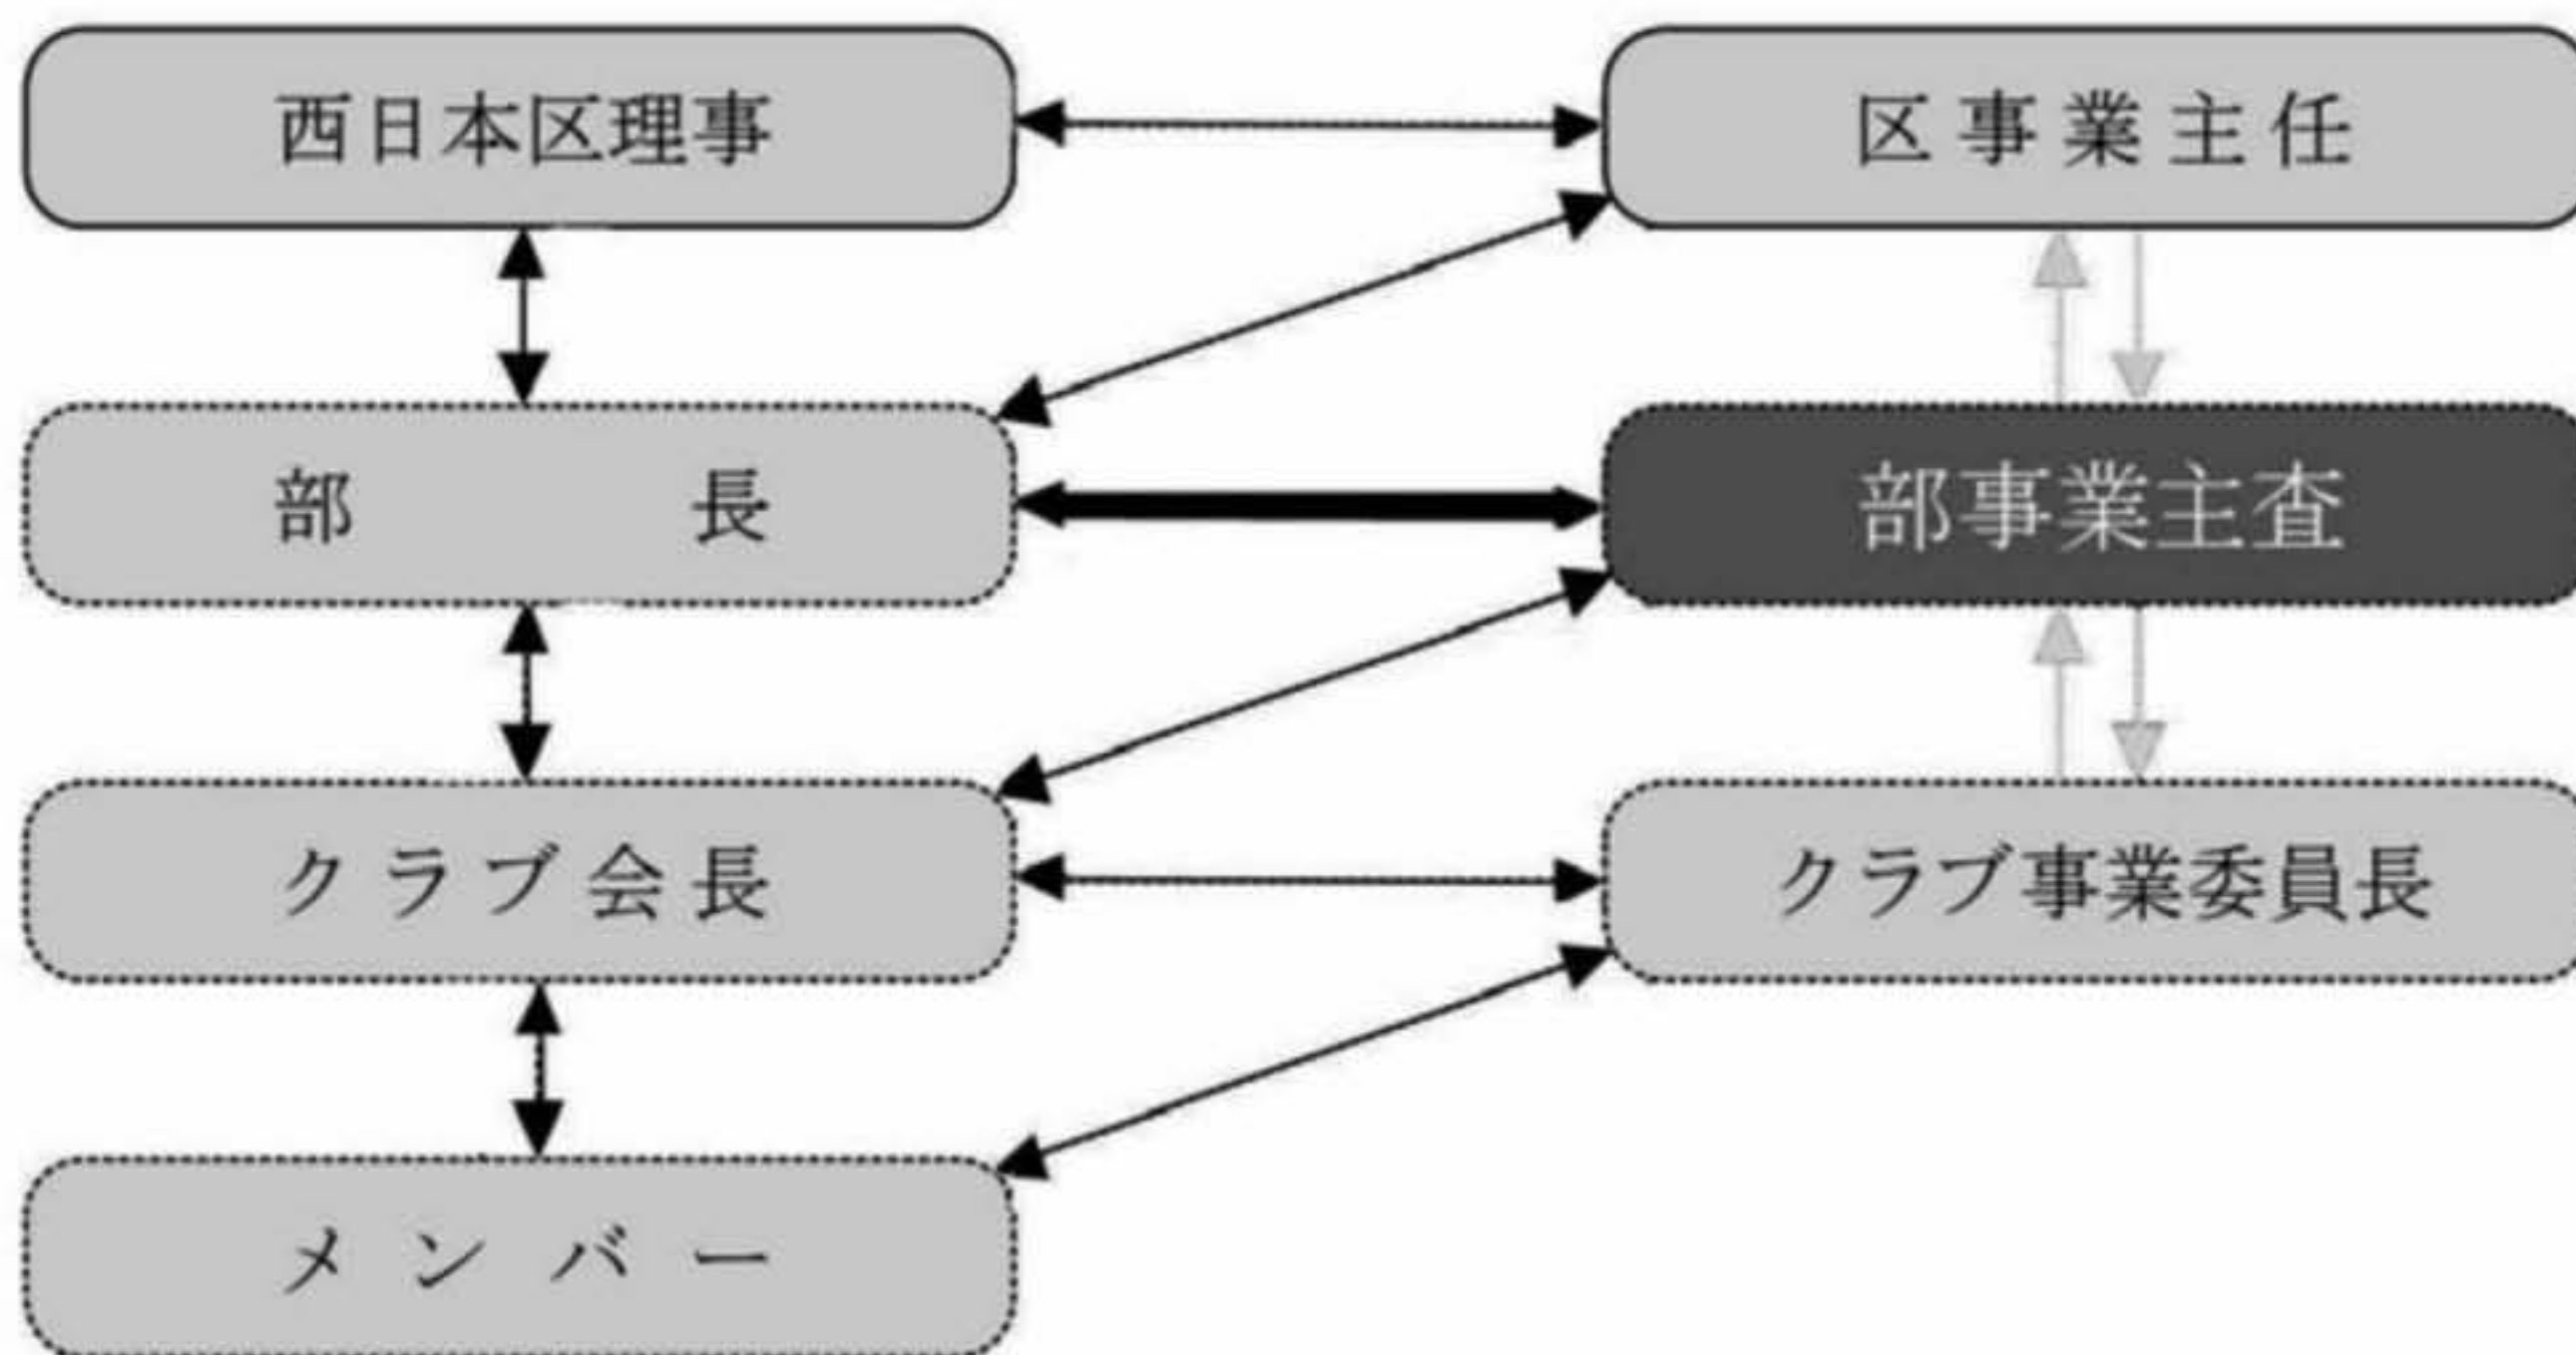 西日本区理事
区事業主任
部長
部事業主査
クラブ会長
クラブ事業委員長
メンバー